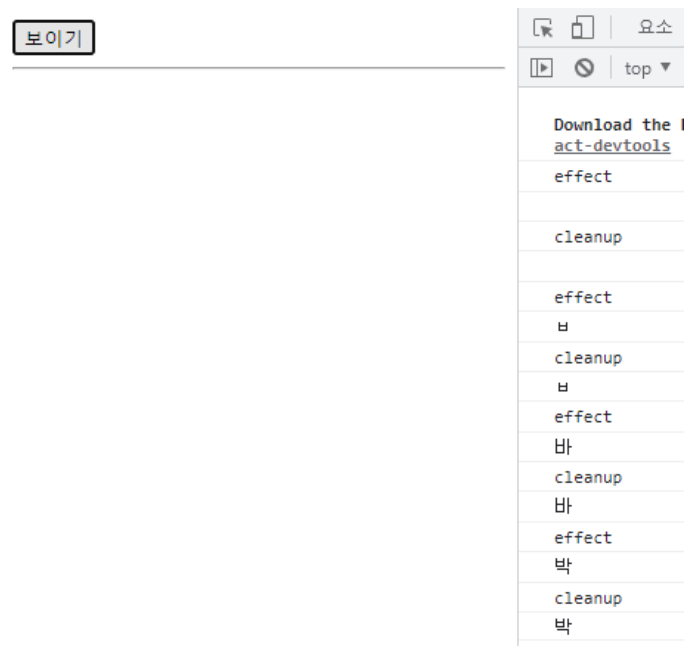 보이기
요소
top ▼
Download the
act-devtools
effect
cleanup
effect
ㅂ
cleanup
ㅂ
effect
바
cleanup
바
effect
박
cleanup
박